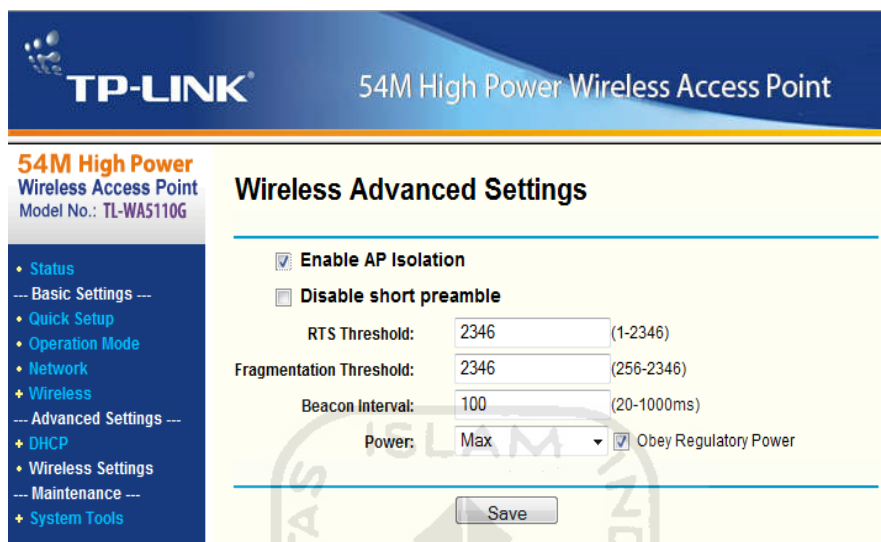 TP-LINK®
54M High Power Wireless Access Point
54M High Power
Wireless Access Point
Model No.: TL-WA5110G
Status
--- Basic Settings ---
Quick Setup
Operation Mode
Network
+ Wireless
--- Advanced Settings ---
+ DHCP
Wireless Settings
--- Maintenance ---
+ System Tools
Wireless Advanced Settings
Enable AP Isolation
Disable short preamble
RTS Threshold: 2346 (1-2346)
Fragmentation Threshold: 2346 (256-2346)
Beacon Interval: 100 (20-1000ms)
Power: Max Obey Regulatory Power
Save
ISLAM